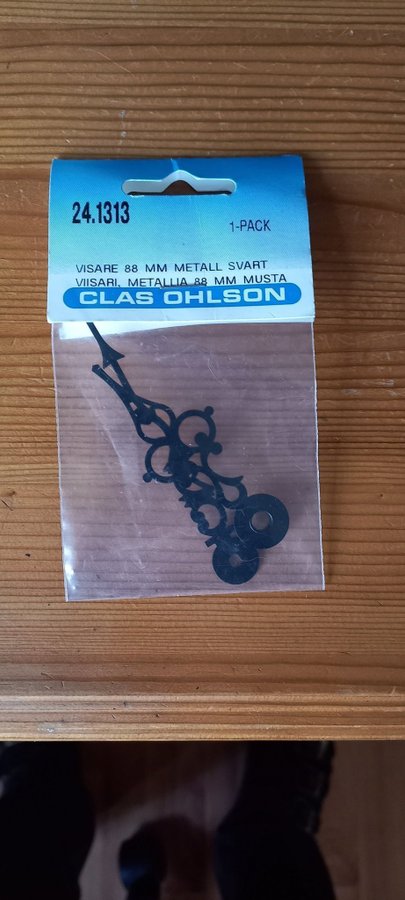 24.1313
1-PACK
VISARE 88 MM METALL SVART
VIISARI, METALLIA 88 MM MUSTA
CLAS OHLSON